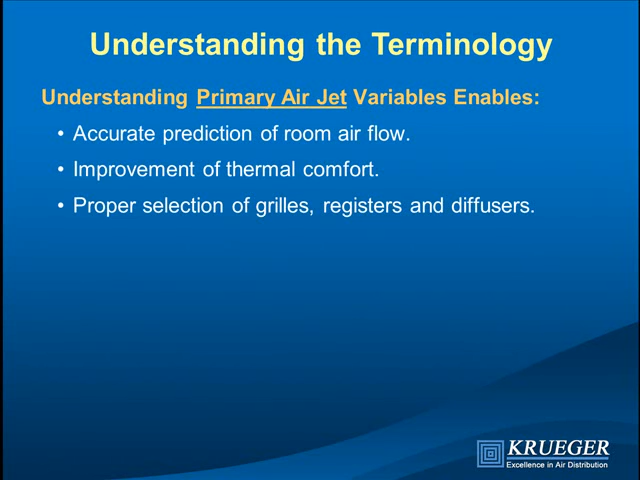 Understanding the Terminology
Understanding Primary Air Jet Variables Enables:
• Accurate prediction of room air flow.
• Improvement of thermal comfort.
• Proper selection of grilles, registers and diffusers.
KRUEGER
Excellence in Air Distribution